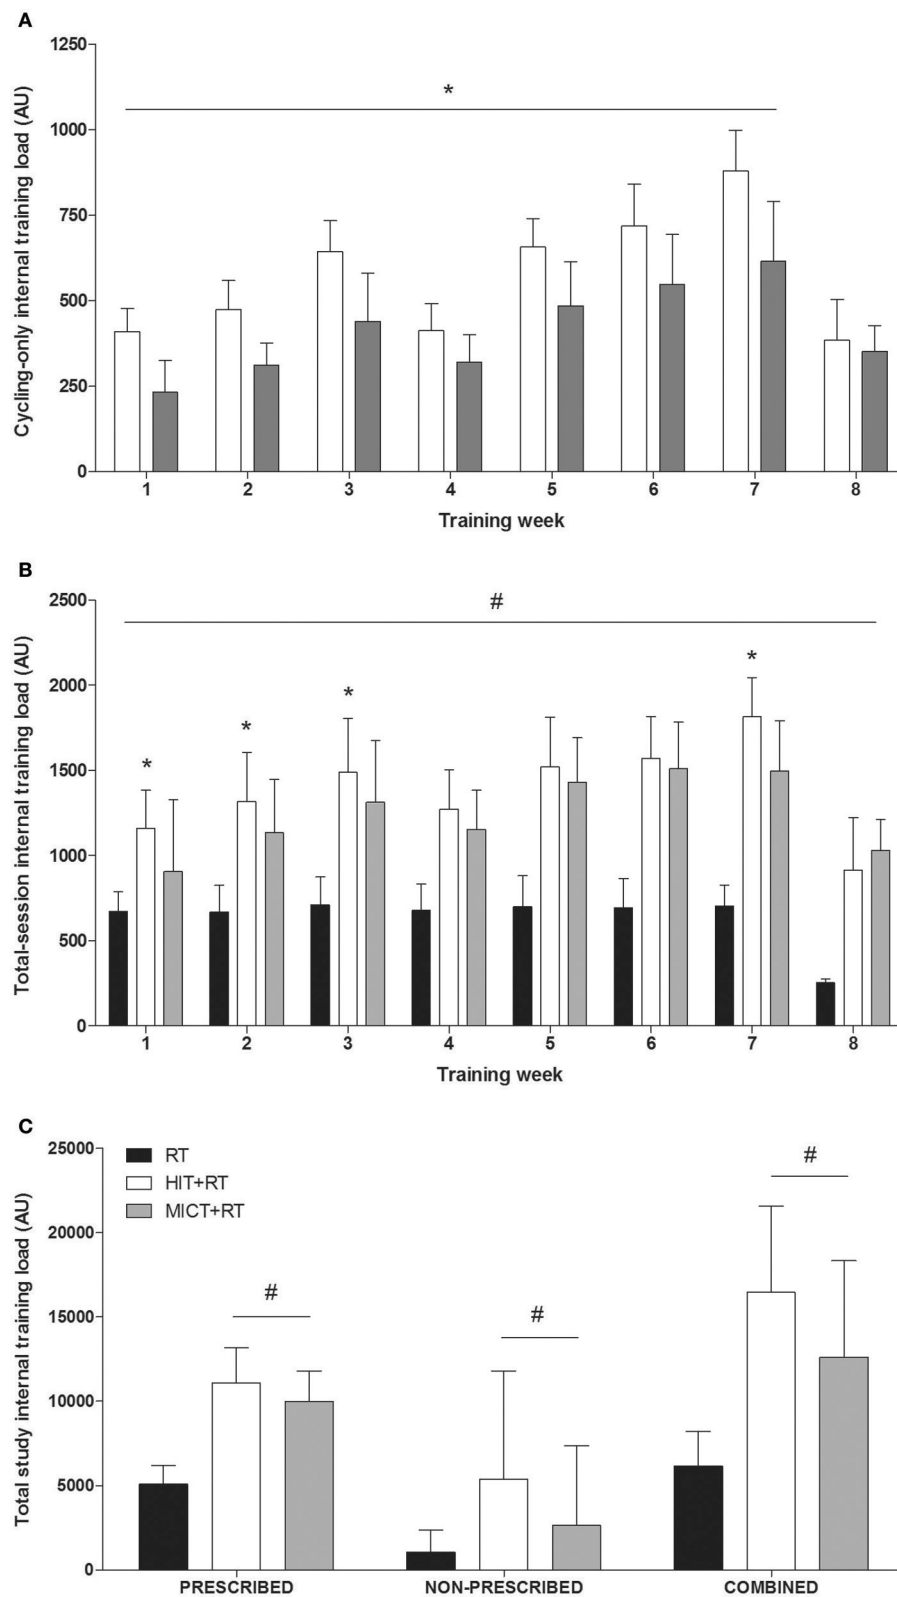 A
Cycling-only internal training load (AU)
1250
1000
750
500
250
0
*
1 2 3 4 5 6 7 8
Training week
B
Total-session internal training load (AU)
2500
2000
1500
1000
500
0
#
* * * *
1 2 3 4 5 6 7 8
Training week
C
Total study internal training load (AU)
25000
20000
15000
10000
5000
0
RT
HIT+RT
MICT+RT
# # #
PRESCRIBED NON-PRESCRIBED COMBINED